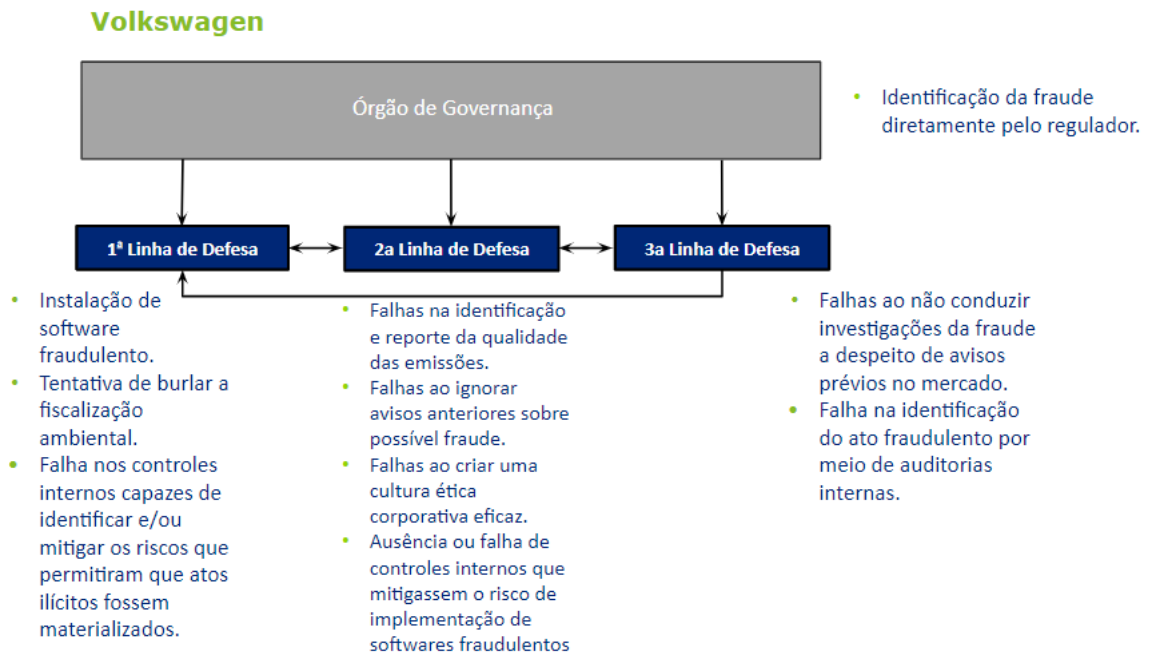 Volkswagen
Órgão de Governança
• Identificação da fraude
diretamente pelo regulador.
1ª Linha de Defesa
2a Linha de Defesa
3a Linha de Defesa
• Instalação de
software
fraudulento.
• Tentativa de burlar a
fiscalização
ambiental.
• Falha nos controles
internos capazes de
identificar e/ou
mitigar os riscos que
permitiram que atos
ilícitos fossem
materializados.
• Falhas na identificação
e reporte da qualidade
das emissões.
• Falhas ao ignorar
avisos anteriores sobre
possível fraude.
• Falhas ao criar uma
cultura ética
corporativa eficaz.
• Ausência ou falha de
controles internos que
mitigassem o risco de
implementação de
softwares fraudulentos
• Falhas ao não conduzir
investigações da fraude
a despeito de avisos
prévios no mercado.
• Falha na identificação
do ato fraudulento por
meio de auditorias
internas.